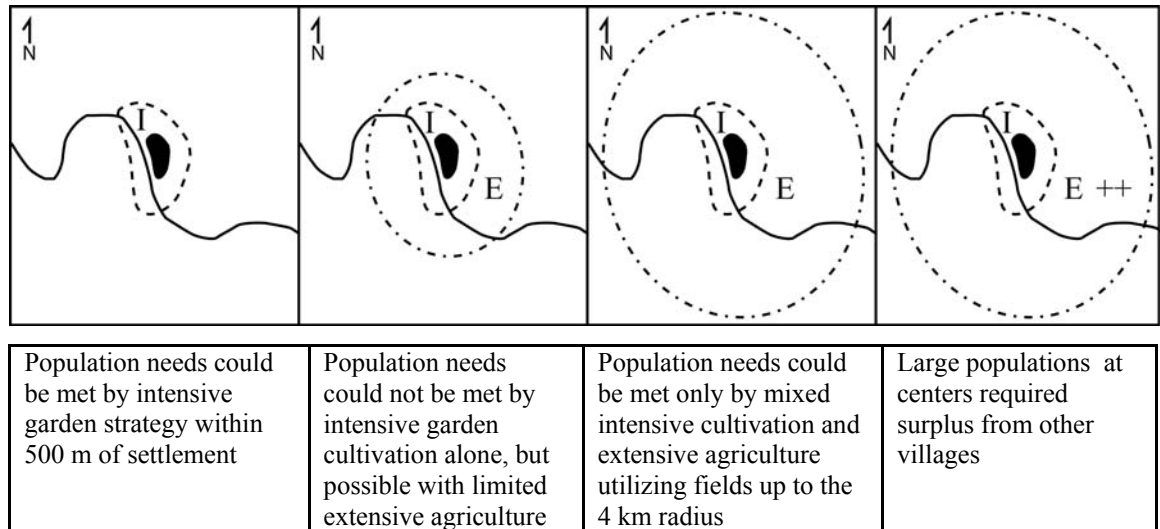 N
I
N
I
E
N
I
E
N
I
E ++
Population needs could
be met by intensive
garden strategy within
500 m of settlement
Population needs
could not be met by
intensive garden
cultivation alone, but
possible with limited
extensive agriculture
Population needs could
be met only by mixed
intensive cultivation and
extensive agriculture
utilizing fields up to the
4 km radius
Large populations at
centers required
surplus from other
villages